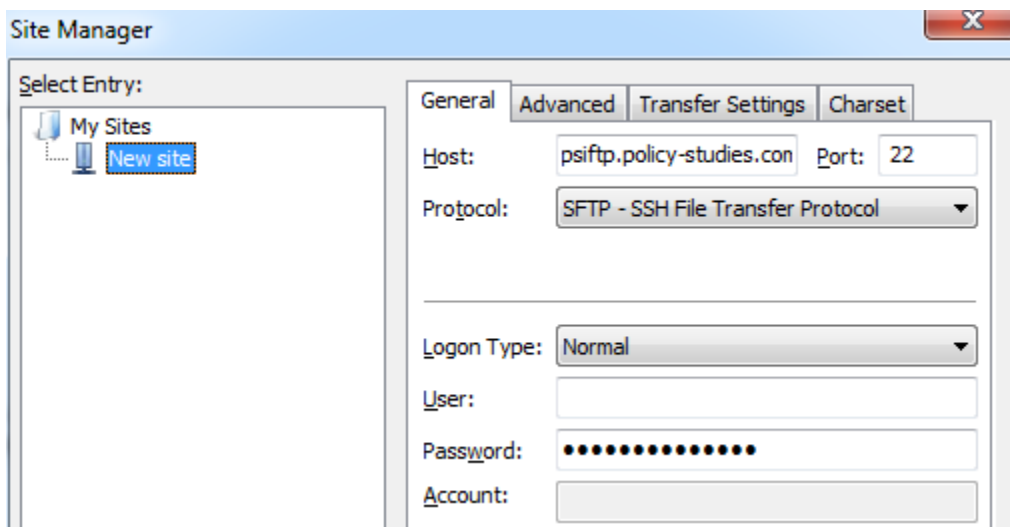 Site Manager
Select Entry:
My Sites
New site
General Advanced Transfer Settings Charset
Host: psiftp.policy-studies.con Port: 22
Protocol: SFTP - SSH File Transfer Protocol
Logon Type: Normal
User:
Password: ●●●●●●●●●●●●●●
Account: